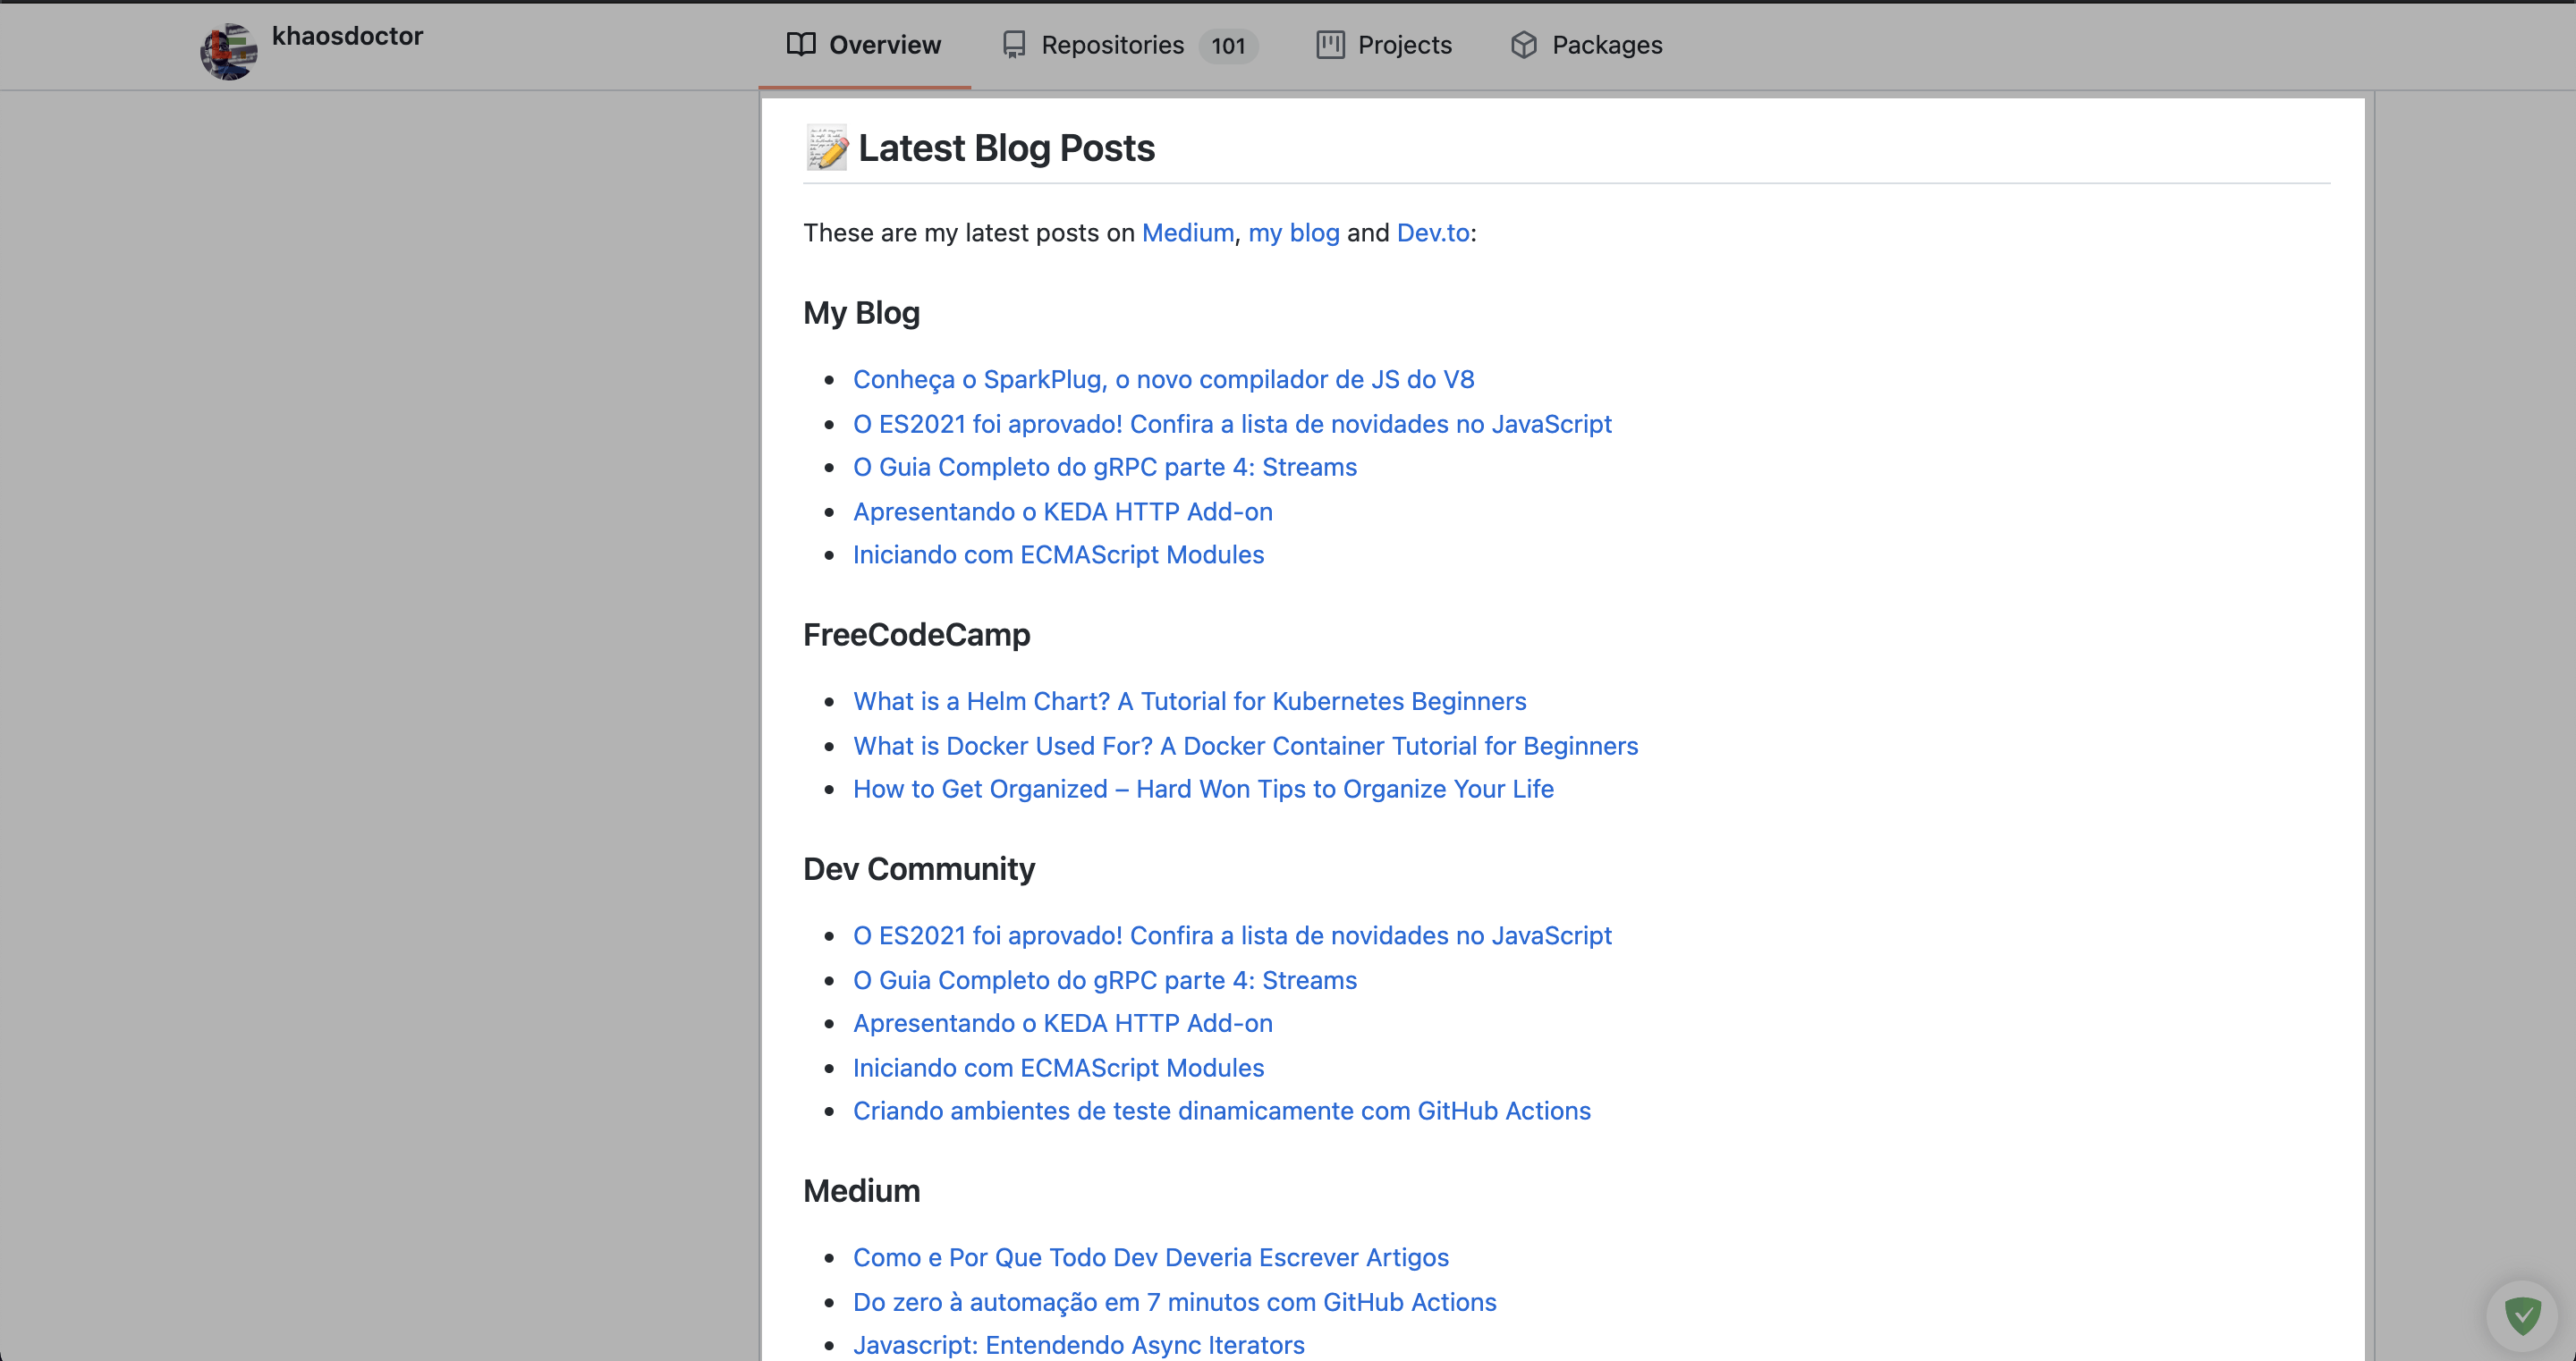 khaosdoctor
Overview Repositories 101 Projects Packages
Latest Blog Posts
These are my latest posts on Medium, my blog and Dev.to:
My Blog
Conheça o SparkPlug, o novo compilador de JS do V8
O ES2021 foi aprovado! Confira a lista de novidades no JavaScript
O Guia Completo do gRPC parte 4: Streams
Apresentando o KEDA HTTP Add-on
Iniciando com ECMAScript Modules
FreeCodeCamp
What is a Helm Chart? A Tutorial for Kubernetes Beginners
What is Docker Used For? A Docker Container Tutorial for Beginners
How to Get Organized – Hard Won Tips to Organize Your Life
Dev Community
O ES2021 foi aprovado! Confira a lista de novidades no JavaScript
O Guia Completo do gRPC parte 4: Streams
Apresentando o KEDA HTTP Add-on
Iniciando com ECMAScript Modules
Criando ambientes de teste dinamicamente com GitHub Actions
Medium
Como e Por Que Todo Dev Deveria Escrever Artigos
Do zero à automação em 7 minutos com GitHub Actions
Javascript: Entendendo Async Iterators